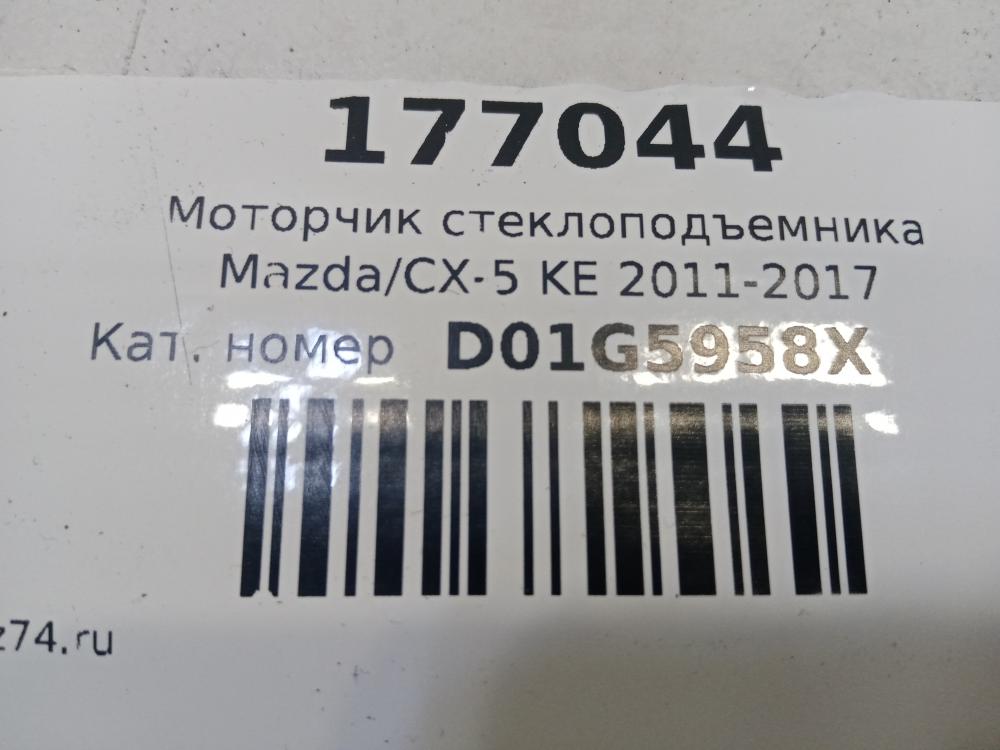 177044
Моторчик стеклоподъемника
Mazda/CX-5 KE 2011-2017
Кат. номер D01G5958X
z74.ru